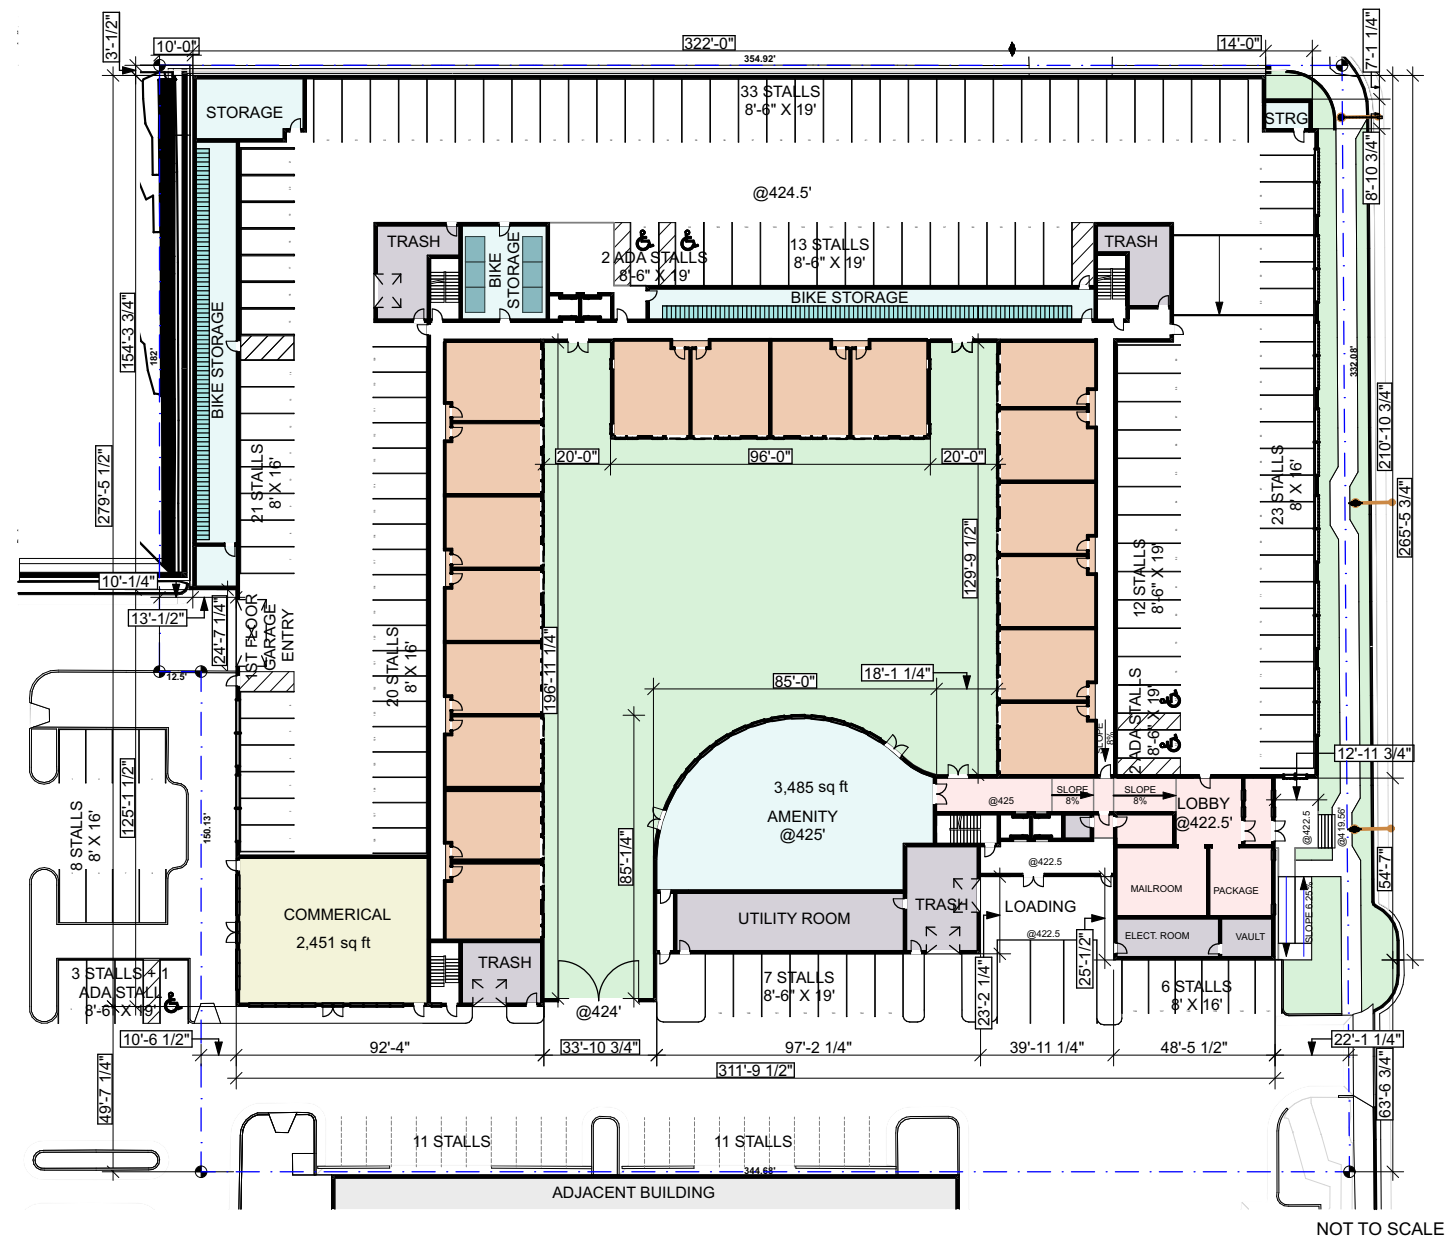 3'-1/2"
10'-0"
322'-0"
14'-0"
7'-1 1/4"
354.92'
33 STALLS
8'-6" X 19'
STORAGE
STRG
8'-10 3/4"
@424.5'
TRASH
BIKE
STORAGE
2 ADA STALLS
8'-6" X 19'
13 STALLS
8'-6" X 19'
TRASH
BIKE STORAGE
154'-3 3/4"
182'
BIKE STORAGE
332.08'
210'-10 3/4"
279'-5 1/2"
21 STALLS
8' X 16'
20'-0"
96'-0"
20'-0"
23 STALLS
8' X 16'
265'-5 3/4"
129'-9 1/2"
12 STALLS
8'-6" X 19'
10'-1/4"
13'-1/2"
24'-7 1/4"
1ST FLOOR
GARAGE
ENTRY
20 STALLS
8' X 16'
196'-11 1/4"
12.5'
85'-0"
18'-1 1/4"
2 ADA STALLS
8'-6" X 19'
SLOPE
8%
12'-11 3/4"
8 STALLS
8' X 16'
125'-1 1/2"
150.13'
3,485 sq ft
AMENITY
@425'
@425
SLOPE
8%
SLOPE
8%
LOBBY
@422.5'
@422.5
@419.56'
85'-1/4"
@422.5
54'-7"
MAILROOM
PACKAGE
COMMERICAL
2,451 sq ft
UTILITY ROOM
TRASH
LOADING
@422.5
SLOPE 6.25%
25'-1/2"
ELECT. ROOM
VAULT
TRASH
3 STALLS + 1
ADA STALL
8'-6" X 19'
7 STALLS
8'-6" X 19'
23'-2 1/4"
6 STALLS
8' X 16'
@424'
10'-6 1/2"
92'-4"
33'-10 3/4"
97'-2 1/4"
39'-11 1/4"
48'-5 1/2"
22'-1 1/4"
311'-9 1/2"
49'-7 1/4"
63'-6 3/4"
11 STALLS
11 STALLS
344.68'
ADJACENT BUILDING
NOT TO SCALE